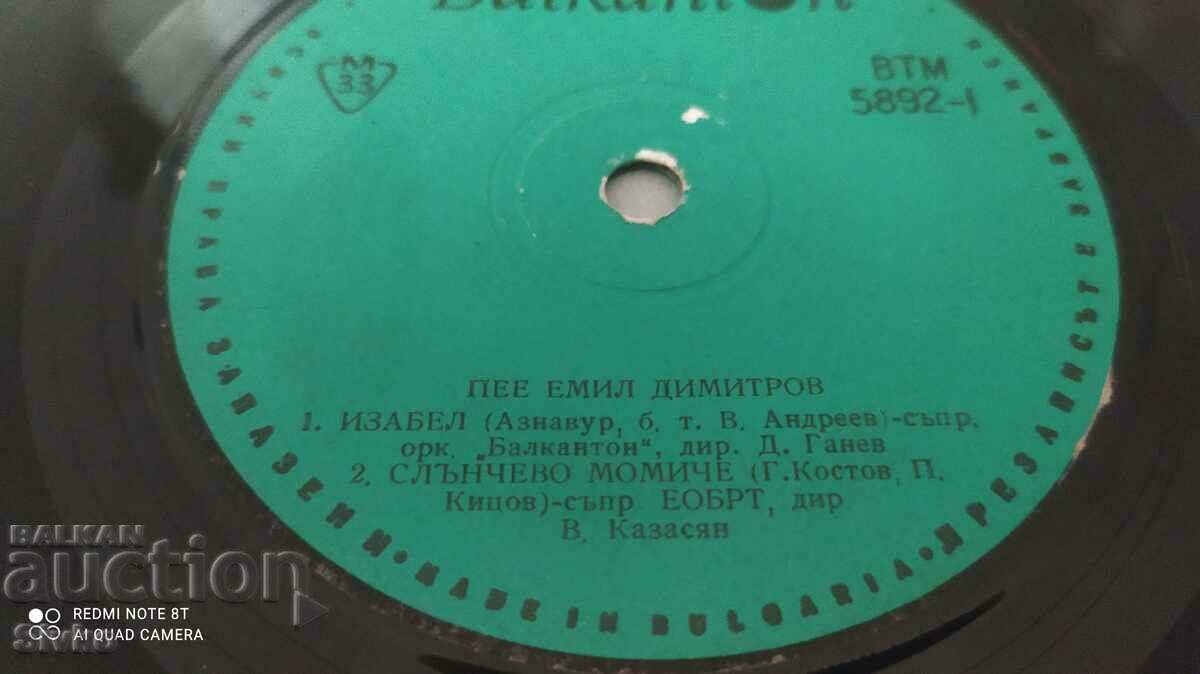 Balkanton
M
33
ВТМ
5892-1
ПЕЕ ЕМИЛ ДИМИТРОВ
1. ИЗАБЕЛ (Азнавур, б. т. В. Андреев)-съпр.
орк. „Балкантон“, дир. Д. Ганев
2. СЛЪНЧЕВО МОМИЧЕ (Г.Костов, П.
Кицов)-съпр ЕОБРТ, дир
В. Казасян
ВСИЧКИ ПРАВА ЗАПАЗЕНИ • MADE IN BULGARIA • ПРЕЗАПИСЪТ Е ЗАБРАНЕН
BALKAN
auction
REDMI NOTE 8T
AI QUAD CAMERA